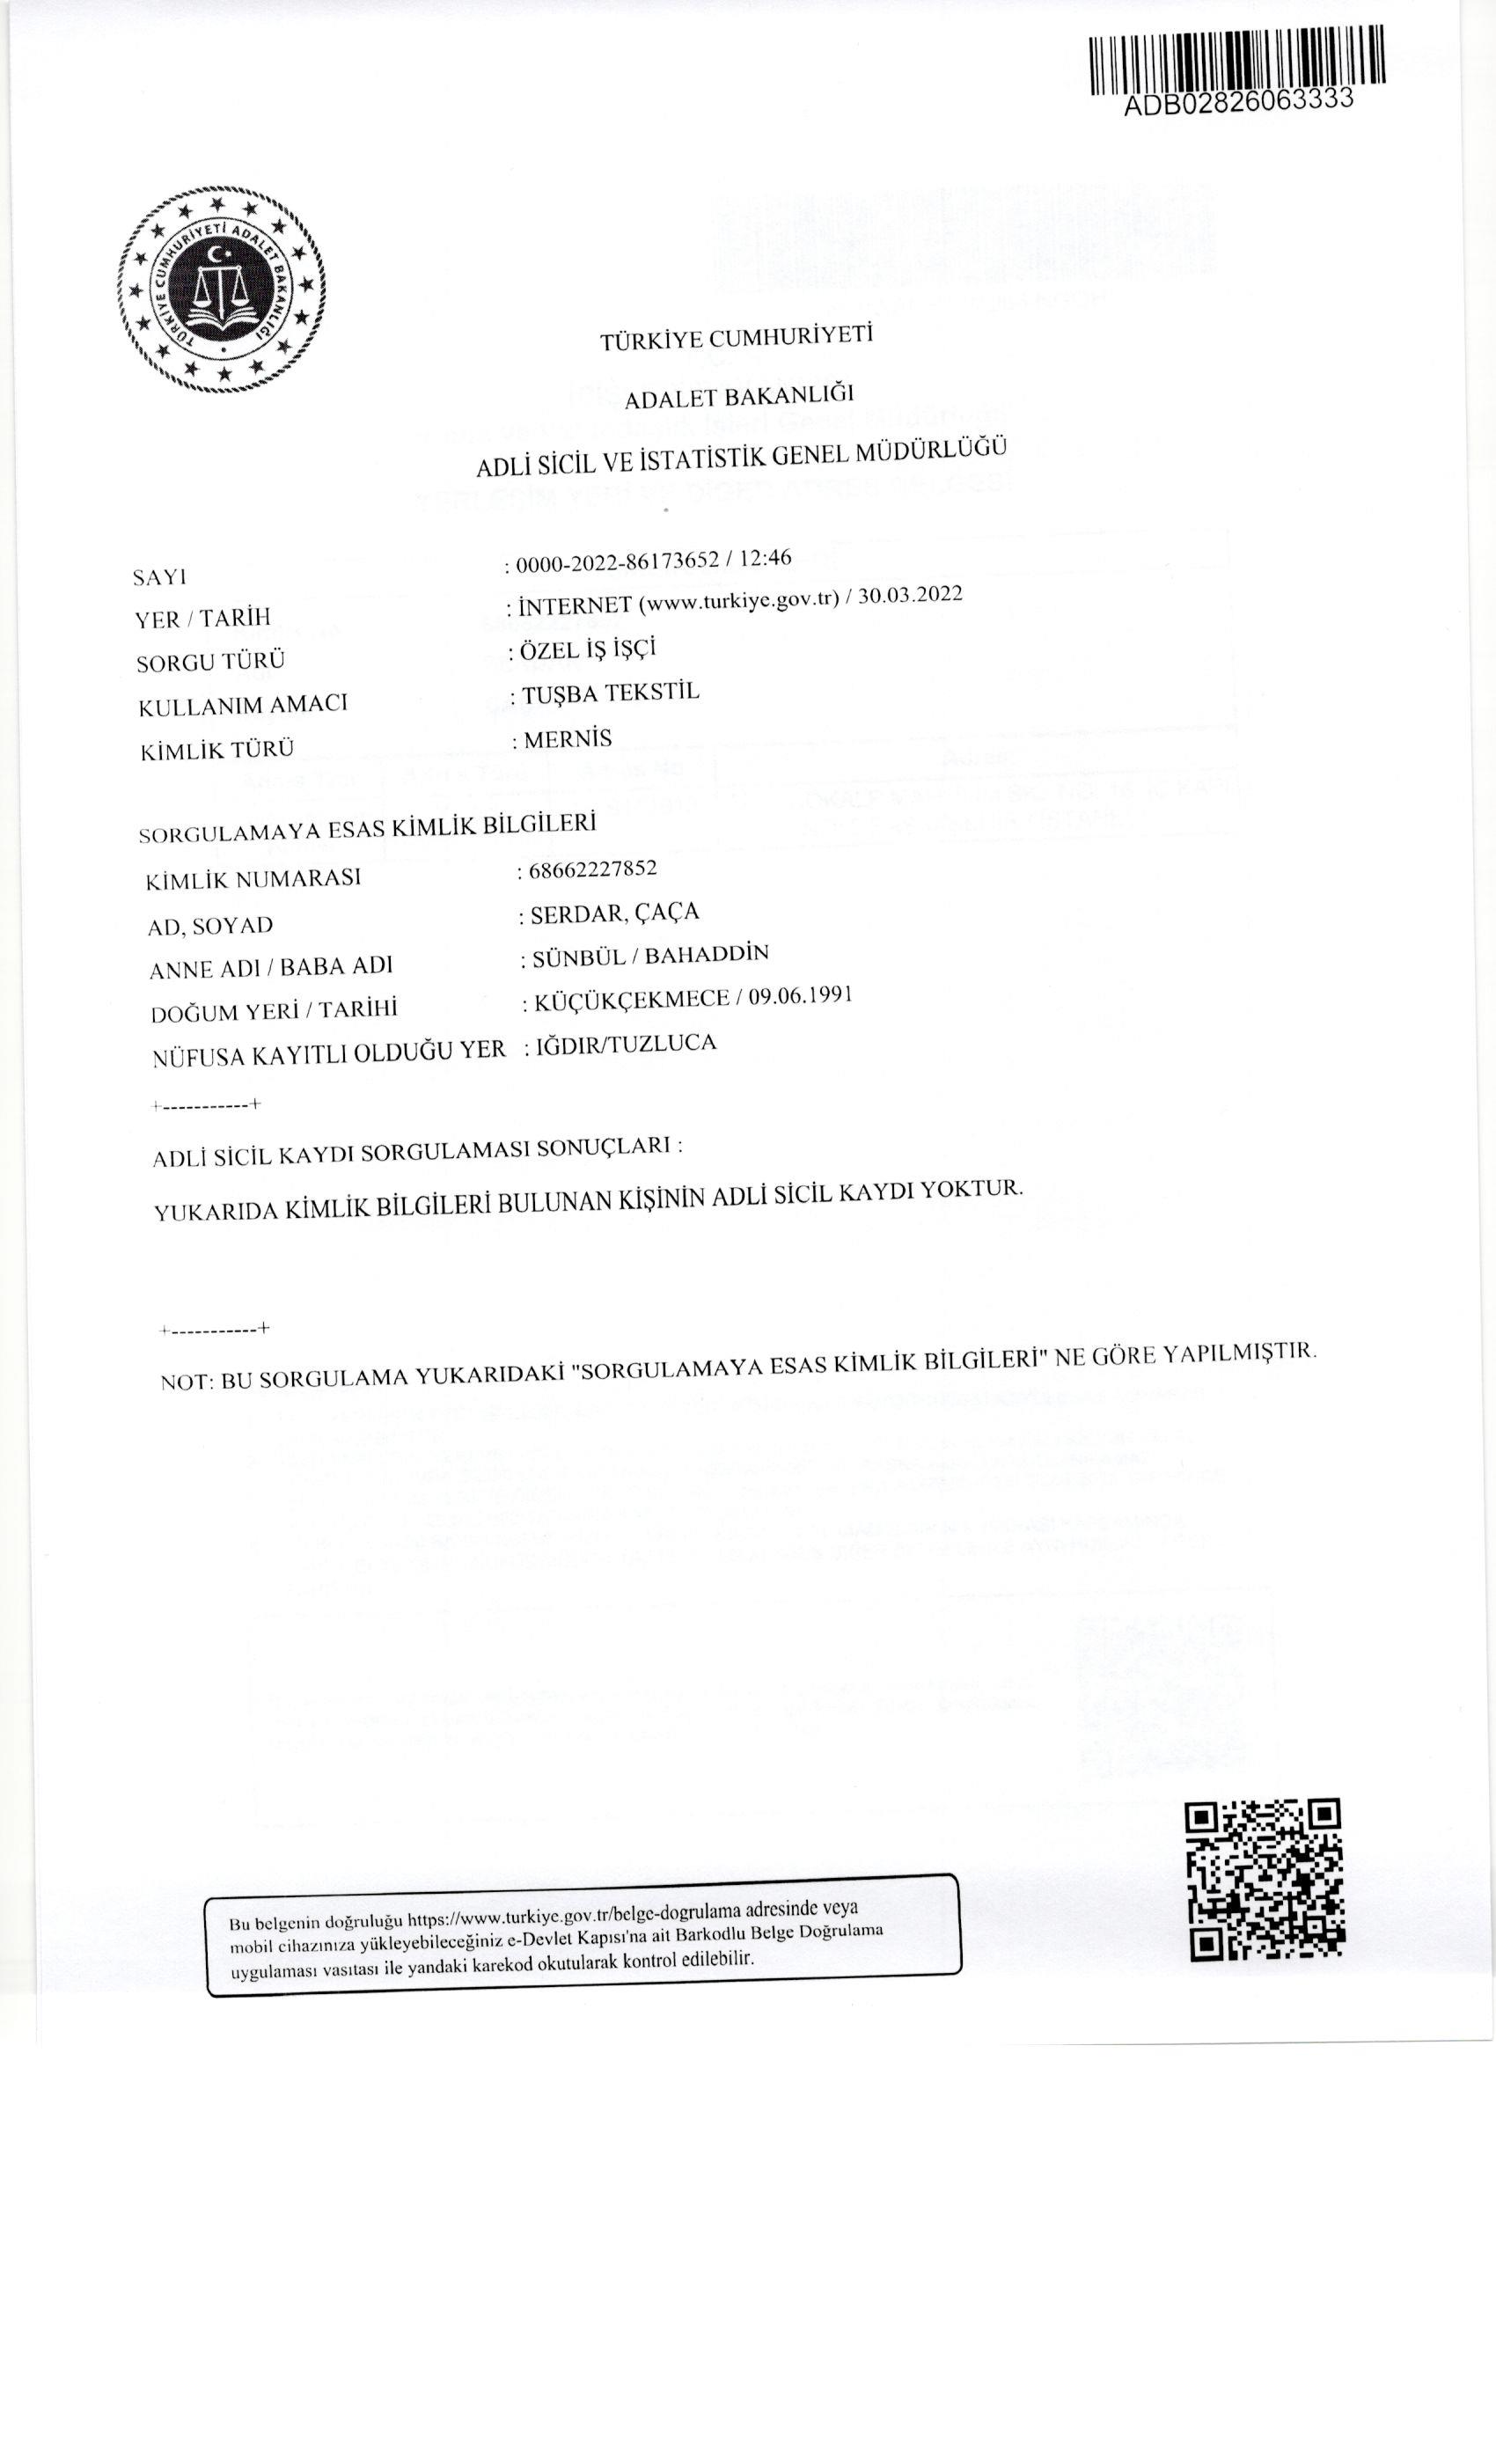 ADB02826063333
TÜRKİYE CUMHURİYETİ ADALET BAKANLIĞI
TÜRKİYE CUMHURİYETİ
ADALET BAKANLIĞI
ADLİ SİCİL VE İSTATİSTİK GENEL MÜDÜRLÜĞÜ
SAYI : 0000-2022-86173652 / 12:46
YER / TARİH : İNTERNET (www.turkiye.gov.tr) / 30.03.2022
SORGU TÜRÜ : ÖZEL İŞ İŞÇİ
KULLANIM AMACI : TUŞBA TEKSTİL
KİMLİK TÜRÜ : MERNİS
SORGULAMAYA ESAS KİMLİK BİLGİLERİ
KİMLİK NUMARASI : 68662227852
AD, SOYAD : SERDAR, ÇAÇA
ANNE ADI / BABA ADI : SÜNBÜL / BAHADDİN
DOĞUM YERİ / TARİHİ : KÜÇÜKÇEKMECE / 09.06.1991
NÜFUSA KAYITLI OLDUĞU YER : IĞDIR/TUZLUCA
+-----------+
ADLİ SİCİL KAYDI SORGULAMASI SONUÇLARI :
YUKARIDA KİMLİK BİLGİLERİ BULUNAN KİŞİNİN ADLİ SİCİL KAYDI YOKTUR.
+-----------+
NOT: BU SORGULAMA YUKARIDAKİ "SORGULAMAYA ESAS KİMLİK BİLGİLERİ" NE GÖRE YAPILMIŞTIR.
Bu belgenin doğruluğu https://www.turkiye.gov.tr/belge-dogrulama adresinde veya
mobil cihazınıza yükleyebileceğiniz e-Devlet Kapısı'na ait Barkodlu Belge Doğrulama
uygulaması vasıtası ile yandaki karekod okutularak kontrol edilebilir.